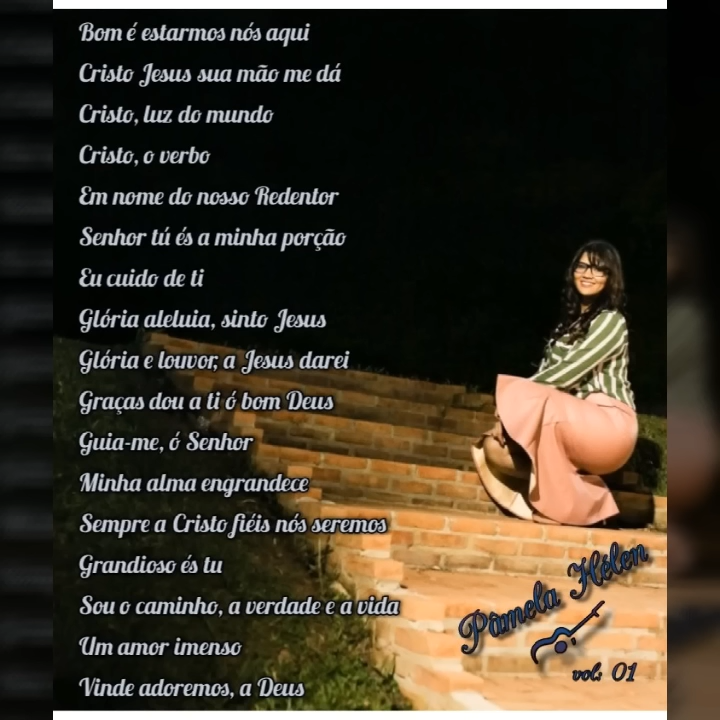 Bom é estarmos nós aqui
Cristo Jesus sua mão me dá
Cristo, luz do mundo
Cristo, o verbo
Em nome do nosso Redentor
Senhor tú és a minha porção
Eu cuido de ti
Glória aleluia, sinto Jesus
Glória e louvor, a Jesus darei
Graças dou a ti ó bom Deus
Guia-me, ó Senhor
Minha alma engrandece
Sempre a Cristo fiéis nós seremos
Grandioso és tu
Sou o caminho, a verdade e a vida
Um amor imenso
Vinde adoremos, a Deus
Pâmela Hélen
vol: 01